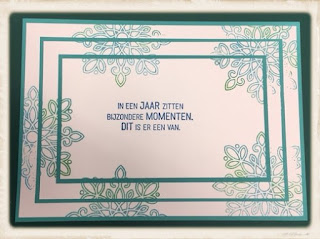 IN EEN JAAR ZITTEN
BIJZONDERE MOMENTEN.
DIT IS ER EEN VAN.